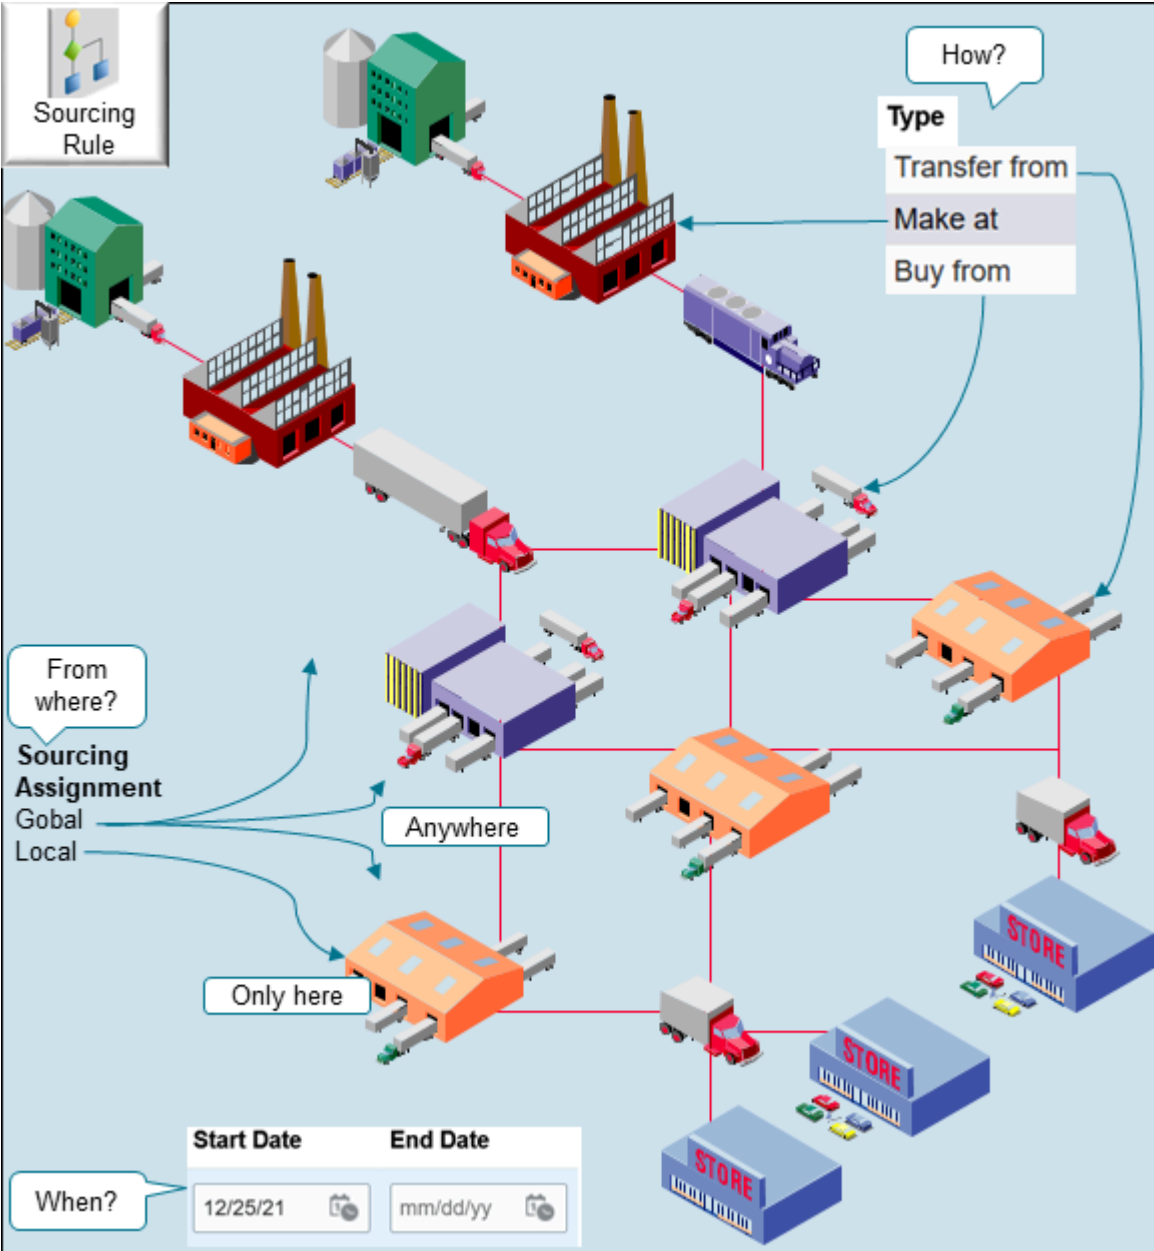 Sourcing
Rule
How?
Type
Transfer from
Make at
Buy from
From
where?
Sourcing
Assignment
Gobal
Local
Anywhere
Only here
STORE
STORE
STORE
Start Date
End Date
When?
12/25/21
mm/dd/yy